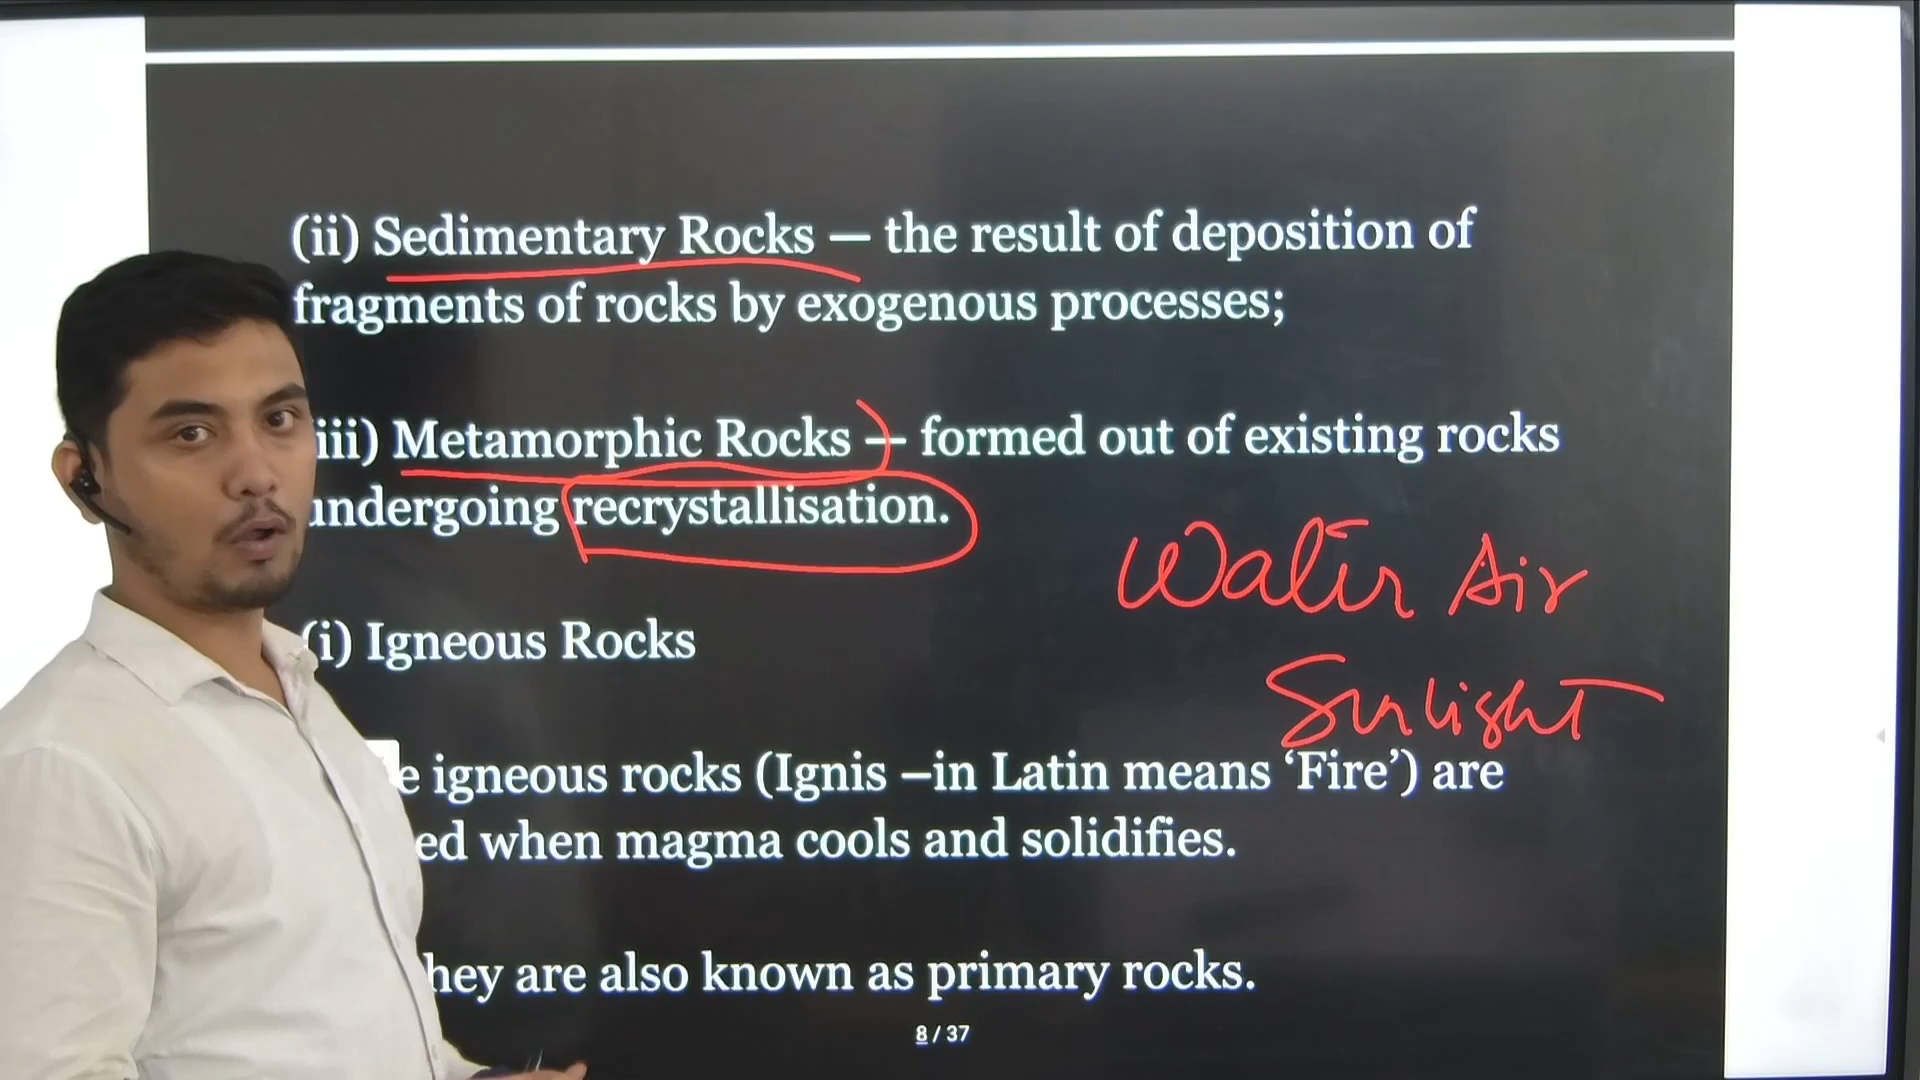 (ii) Sedimentary Rocks — the result of deposition of
fragments of rocks by exogenous processes;
iii) Metamorphic Rocks — formed out of existing rocks
undergoing recrystallisation.
Water Air
Sunlight
(i) Igneous Rocks
e igneous rocks (Ignis –in Latin means ‘Fire’) are
ed when magma cools and solidifies.
hey are also known as primary rocks.
8 / 37